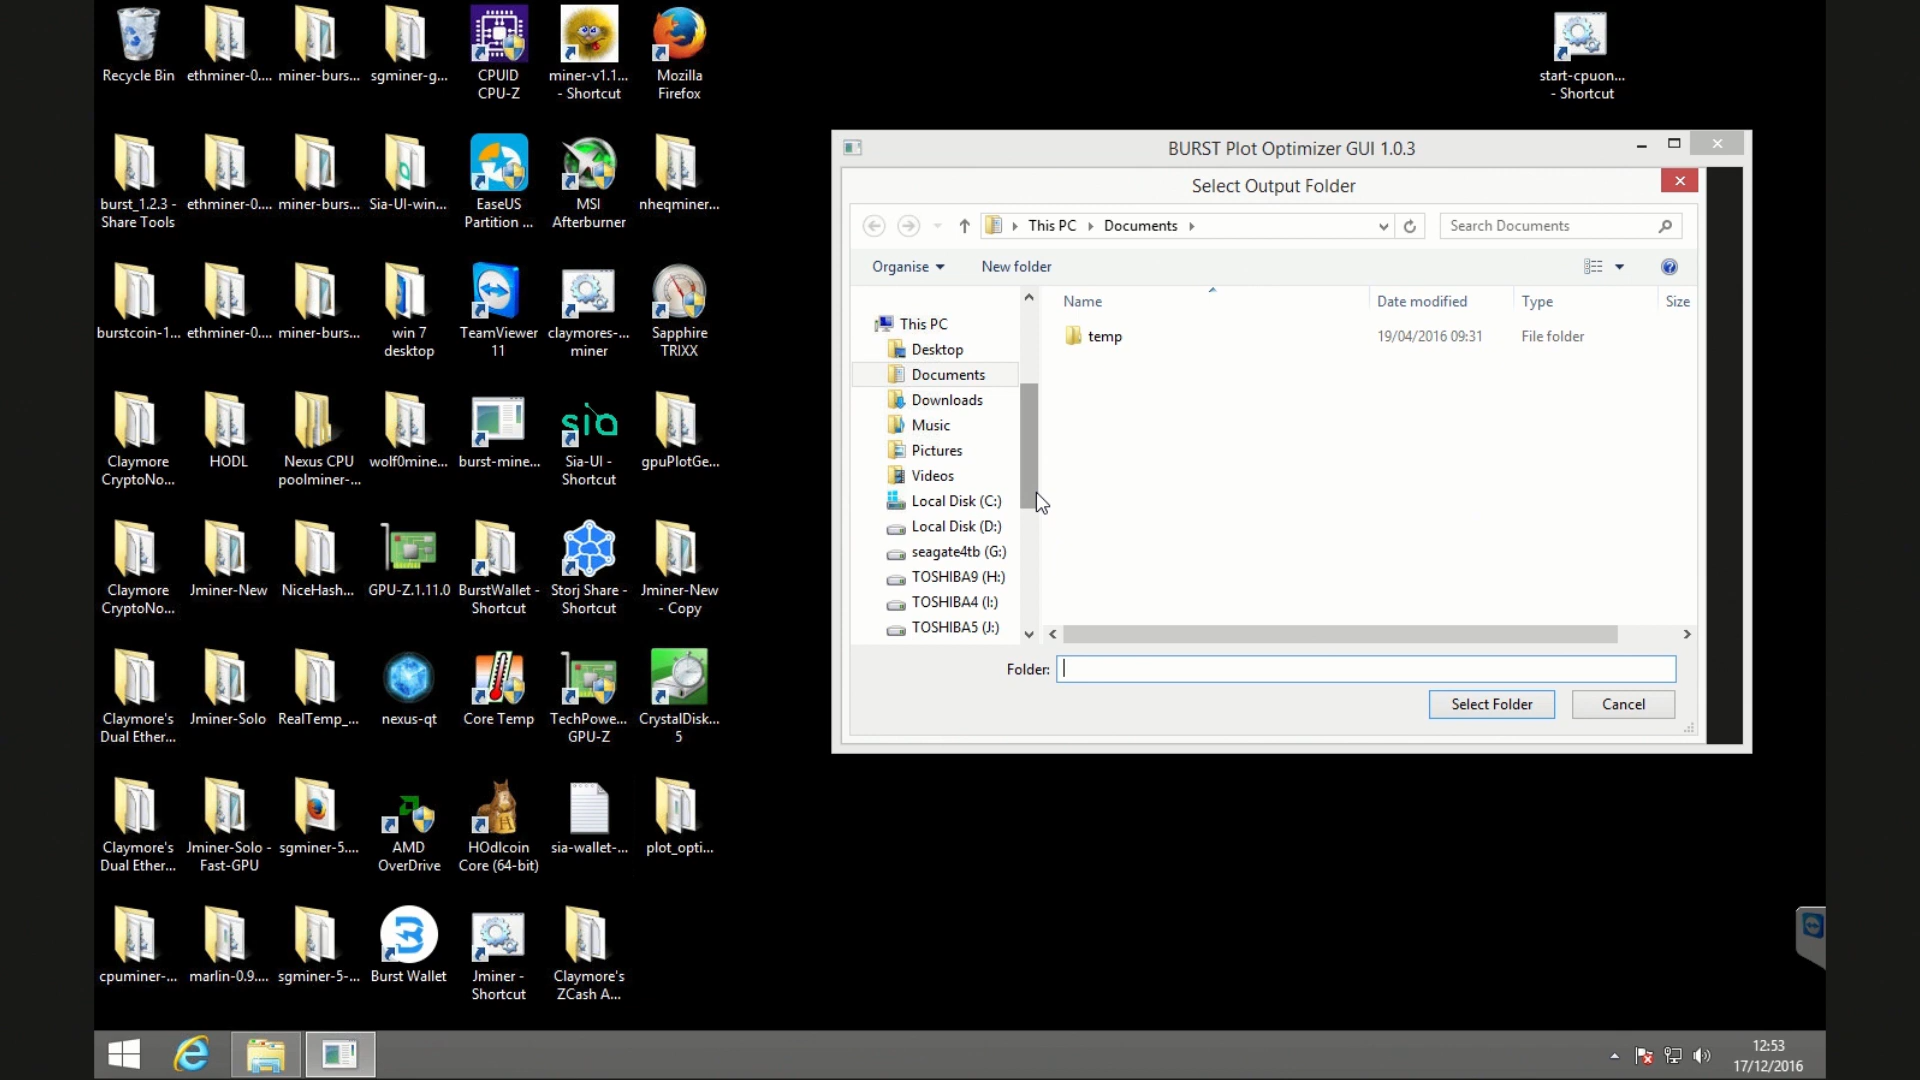 Recycle Bin
ethminer-0....
miner-burs...
sgminer-g...
CPUID
CPU-Z
miner-v1.1...
- Shortcut
Mozilla
Firefox
start-cpuon...
- Shortcut
burst_1.2.3 -
Share Tools
ethminer-0....
miner-burs...
Sia-UI-win...
EaseUS
Partition ...
MSI
Afterburner
nheqminer...
burstcoin-1...
ethminer-0....
miner-burs...
win 7
desktop
TeamViewer
11
claymores-...
miner
Sapphire
TRIXX
Claymore
CryptoNo...
HODL
Nexus CPU
poolminer-...
wolf0mine...
burst-mine...
sia
Sia-UI -
Shortcut
gpuPlotGe...
Claymore
CryptoNo...
Jminer-New
NiceHash...
GPU-Z.1.11.0
BurstWallet -
Shortcut
Storj Share -
Shortcut
Jminer-New
- Copy
Claymore's
Dual Ether...
Jminer-Solo
RealTemp_...
nexus-qt
Core Temp
TechPowe...
GPU-Z
CrystalDisk...
5
Claymore's
Dual Ether...
Jminer-Solo -
Fast-GPU
sgminer-5....
AMD
OverDrive
HOdlcoin
Core (64-bit)
sia-wallet-...
plot_opti...
cpuminer-...
marlin-0.9....
sgminer-5-...
Burst Wallet
Jminer -
Shortcut
Claymore's
ZCash A...
BURST Plot Optimizer GUI 1.0.3
Select Output Folder
This PC
Documents
Search Documents
Organise
New folder
Name
Date modified
Type
Size
temp
19/04/2016 09:31
File folder
This PC
Desktop
Documents
Downloads
Music
Pictures
Videos
Local Disk (C:)
Local Disk (D:)
seagate4tb (G:)
TOSHIBA9 (H:)
TOSHIBA4 (I:)
TOSHIBA5 (J:)
Folder:
Select Folder
Cancel
12:53
17/12/2016